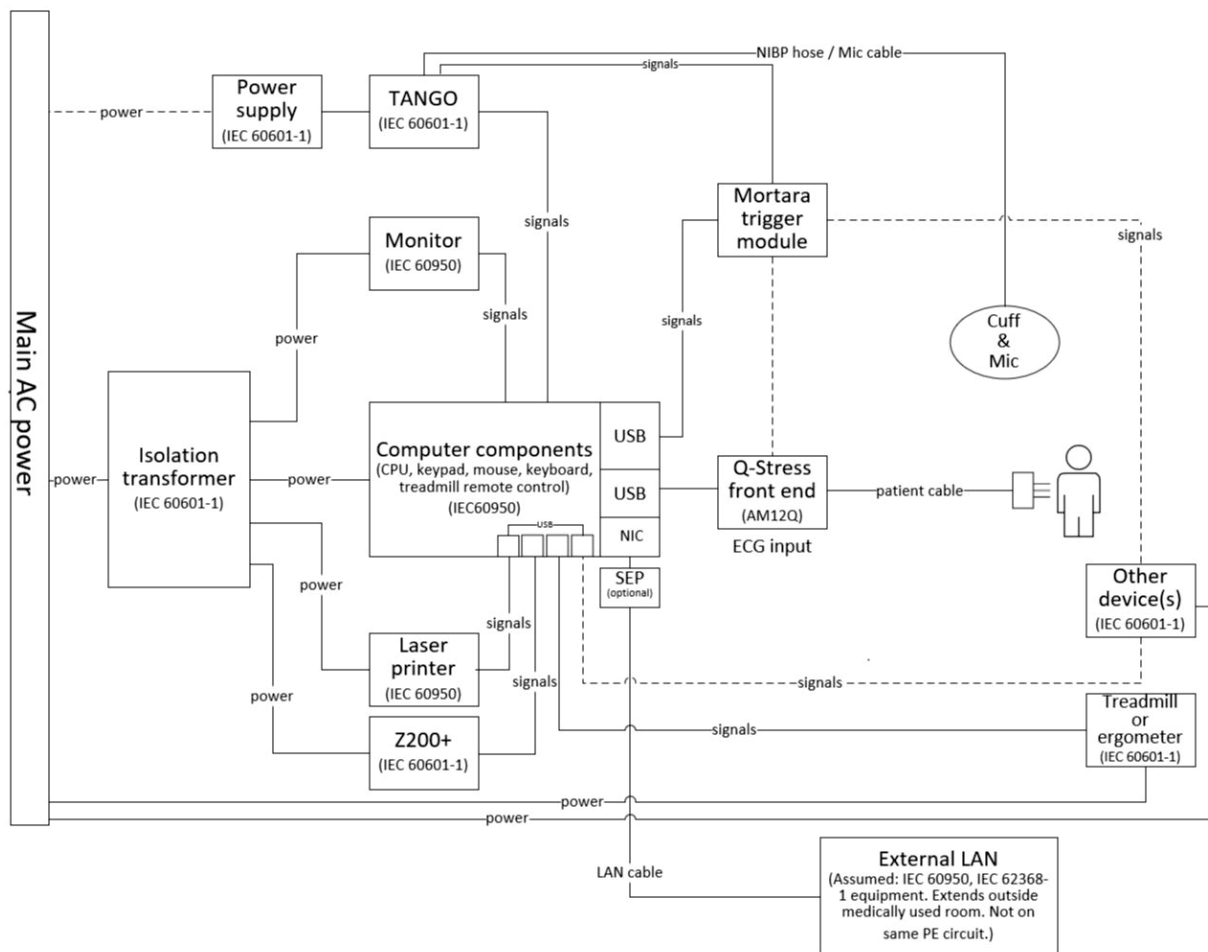 NIBP hose / Mic cable
signals
Power
supply
(IEC 60601-1)
TANGO
(IEC 60601-1)
power
Mortara
trigger
module
signals
signals
Monitor
(IEC 60950)
signals
signals
power
Cuff
&
Mic
Main AC power
Isolation
transformer
(IEC 60601-1)
power
power
Computer components
(CPU, keypad, mouse, keyboard,
treadmill remote control)
(IEC60950)
USB
USB
NIC
USB
Q-Stress
front end
(AM12Q)
ECG input
patient cable
SEP
(optional)
Other
device(s)
(IEC 60601-1)
power
signals
Laser
printer
(IEC 60950)
signals
signals
power
Z200+
(IEC 60601-1)
signals
Treadmill
or
ergometer
(IEC 60601-1)
power
power
LAN cable
External LAN
(Assumed: IEC 60950, IEC 62368-
1 equipment. Extends outside
medically used room. Not on
same PE circuit.)